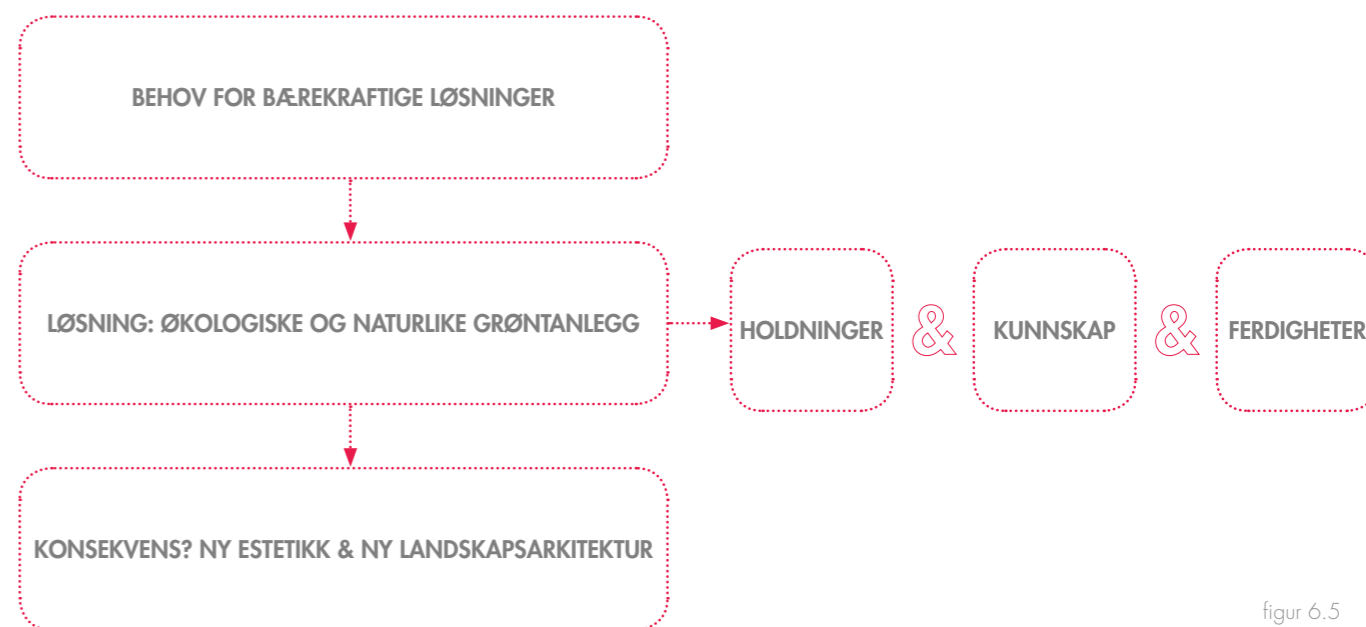 BEHOV FOR BÆREKRAFTIGE LØSNINGER
LØSNING: ØKOLOGISKE OG NATURLIKE GRØNTANLEGG
HOLDNINGER & KUNNSKAP & FERDIGHETER
KONSEKVENS? NY ESTETIKK & NY LANDSKAPSARKITEKTUR
figur 6.5